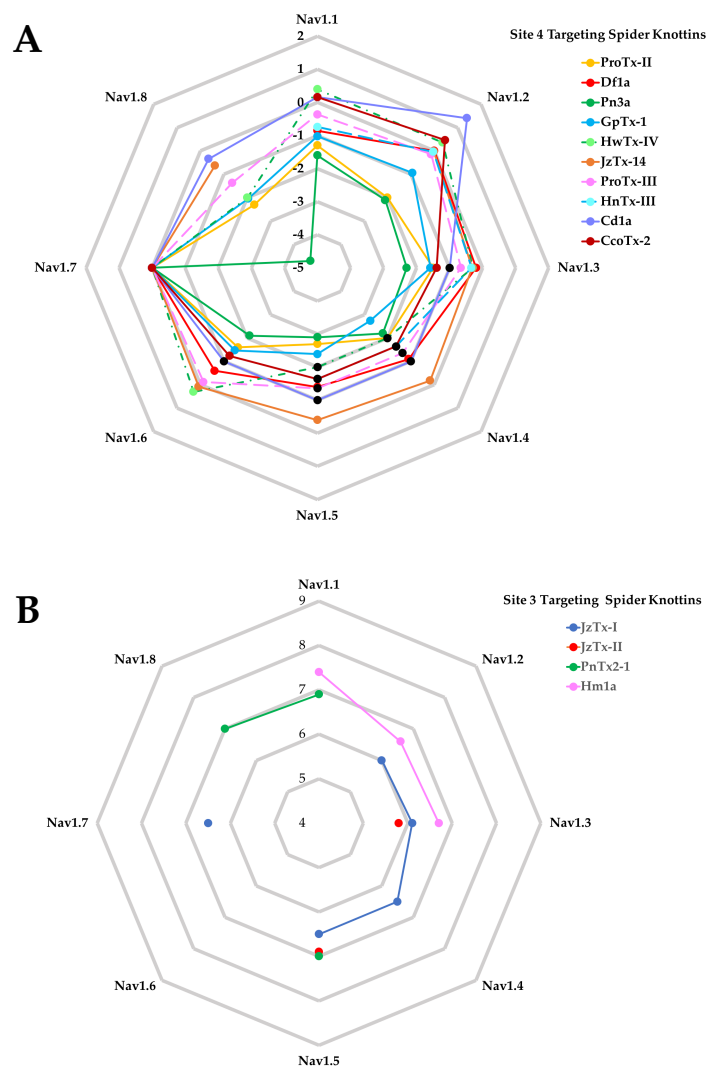 A
Nav1.1
2
1
0
-1
-2
-3
-4
-5
Nav1.2
Nav1.3
Nav1.4
Nav1.5
Nav1.6
Nav1.7
Nav1.8
Site 4 Targeting Spider Knottins
ProTx-II
Df1a
Pn3a
GpTx-1
HwTx-IV
JzTx-14
ProTx-III
HnTx-III
Cd1a
CcoTx-2
B
Nav1.1
9
8
7
6
5
4
Nav1.2
Nav1.3
Nav1.4
Nav1.5
Nav1.6
Nav1.7
Nav1.8
Site 3 Targeting Spider Knottins
JzTx-I
JzTx-II
PnTx2-1
Hm1a